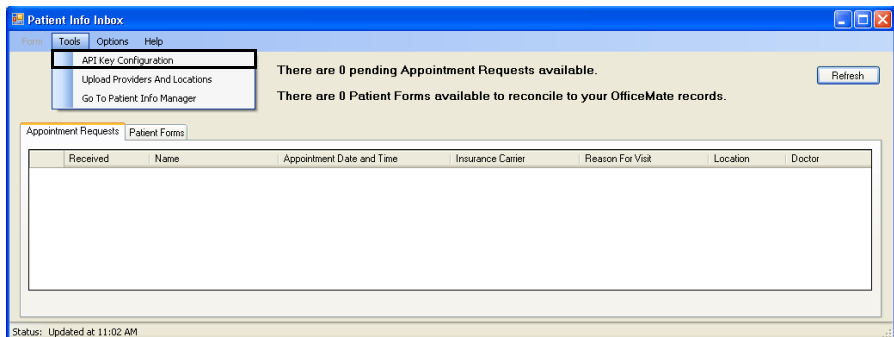 Patient Info Inbox
Form Tools Options Help
API Key Configuration
Upload Providers And Locations
Go To Patient Info Manager
There are 0 pending Appointment Requests available.
There are 0 Patient Forms available to reconcile to your OfficeMate records.
Refresh
Appointment Requests Patient Forms
Received Name Appointment Date and Time Insurance Carrier Reason For Visit Location Doctor
Status: Updated at 11:02 AM